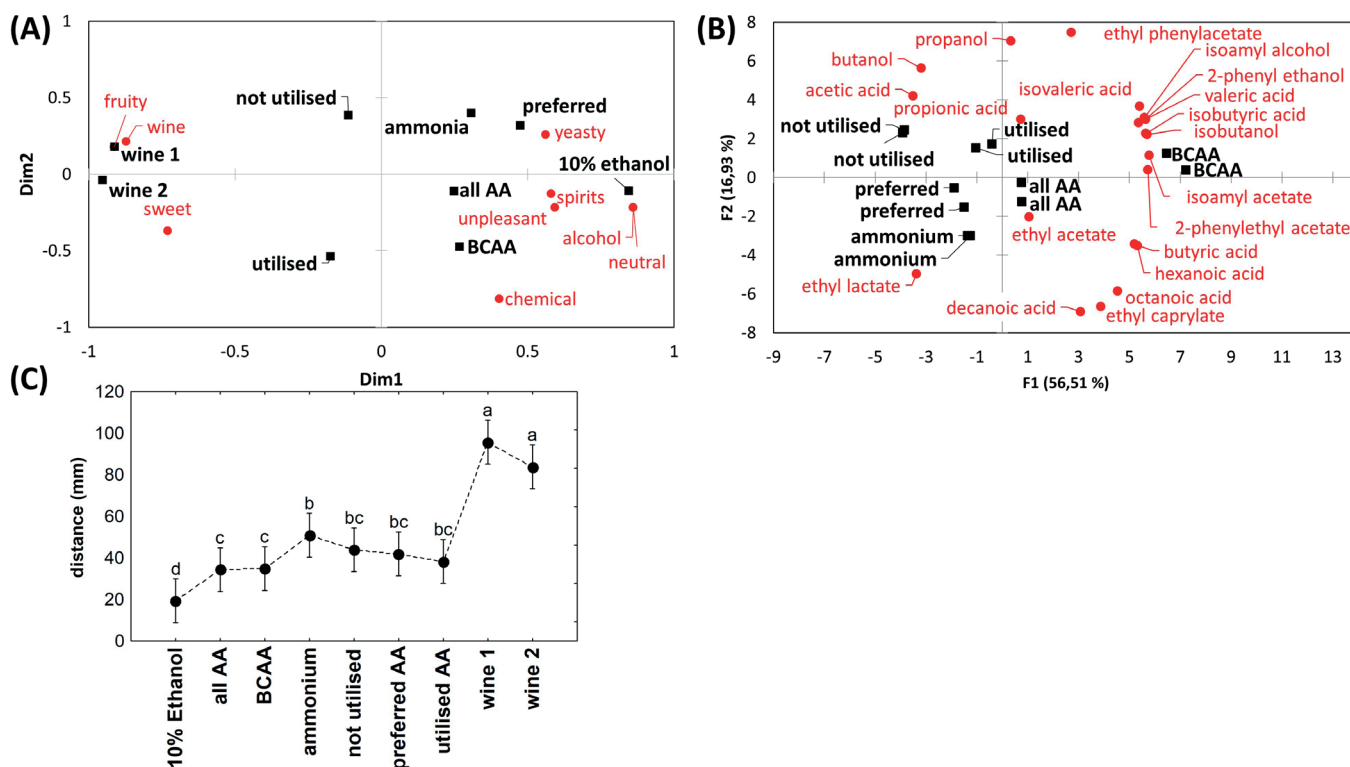 (A)
1
0.5
0
-0.5
-1
-1
-0.5
0
0.5
1
Dim2
Dim1
fruity
wine
wine 1
wine 2
sweet
not utilised
ammonia
preferred
yeasty
10% ethanol
all AA
spirits
unpleasant
alcohol
neutral
BCAA
utilised
chemical
(B)
8
6
4
2
0
-2
-4
-6
-8
-9
-7
-5
-3
-1
1
3
5
7
9
11
13
F2 (16,93 %)
F1 (56,51 %)
propanol
ethyl phenylacetate
isoamyl alcohol
butanol
2-phenyl ethanol
acetic acid
isovaleric acid
valeric acid
propionic acid
isobutyric acid
isobutanol
not utilised
utilised
not utilised
utilised
BCAA
BCAA
preferred
all AA
isoamyl acetate
preferred
all AA
2-phenylethyl acetate
ammonium
ethyl acetate
butyric acid
ammonium
hexanoic acid
ethyl lactate
octanoic acid
decanoic acid
ethyl caprylate
(C)
120
100
80
60
40
20
0
distance (mm)
d
c
c
b
bc
bc
bc
a
a
10% Ethanol
all AA
BCAA
ammonium
not utilised
preferred AA
utilised AA
wine 1
wine 2